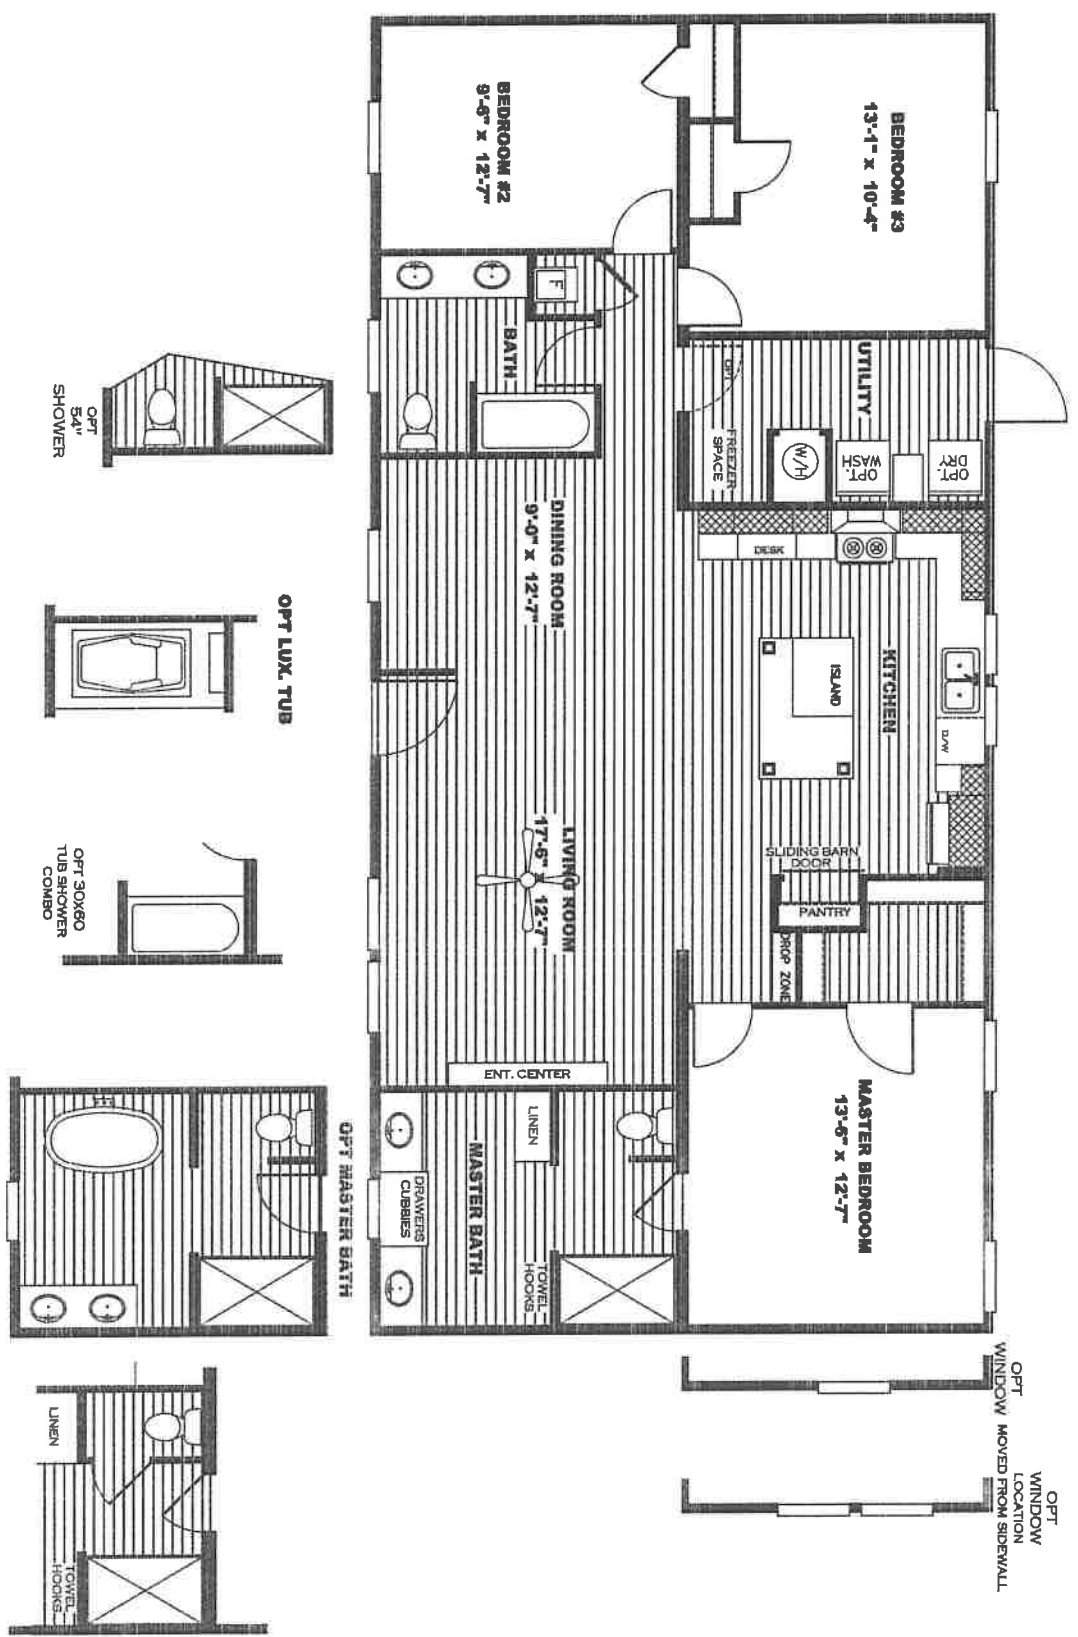 BEDROOM #3
13'-1" x 10'-4"
BEDROOM #2
9'-6" x 12'-7"
UTILITY
OPT.
DRY
OPT.
WASH
W/H
FREEZER
SPACE
OPT
F
BATH
KITCHEN
DESK
ISLAND
D/W
DINING ROOM
9'-0" x 12'-7"
SLIDING BARN
DOOR
PANTRY
DROP ZONE
LIVING ROOM
17'-6" x 12'-7"
ENT. CENTER
MASTER BEDROOM
13'-6" x 12'-7"
MASTER BATH
LINEN
DRAWERS
CUBBIES
TOWEL
HOOKS
OPT
54"
SHOWER
OPT LUX. TUB
OPT 30X60
TUB SHOWER
COMBO
OPT MASTER BATH
LINEN
TOWEL
HOOKS
OPT
WINDOW
OPT
WINDOW
LOCATION
MOVED FROM SIDEWALL